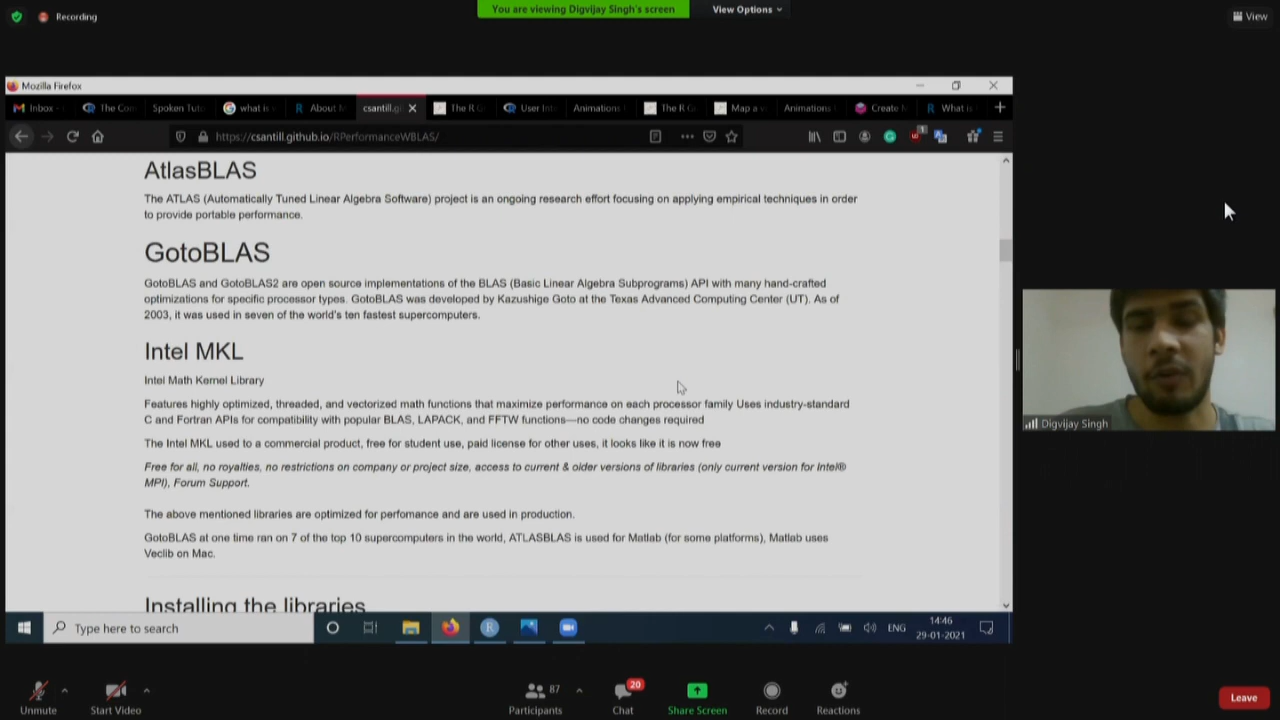 Recording
You are viewing Digvijay Singh's screen
View Options
View
Mozilla Firefox
Inbox -
The Com
Spoken Tuto
what is
About
csantill.gi
The R G
User Int
Animations
The R G
Map a v
Animations
Create
What is
https://csantill.github.io/RPerformanceWBLAS/
AtlasBLAS
The ATLAS (Automatically Tuned Linear Algebra Software) project is an ongoing research effort focusing on applying empirical techniques in order
to provide portable performance.
GotoBLAS
GotoBLAS and GotoBLAS2 are open source implementations of the BLAS (Basic Linear Algebra Subprograms) API with many hand-crafted
optimizations for specific processor types. GotoBLAS was developed by Kazushige Goto at the Texas Advanced Computing Center (UT). As of
2003, it was used in seven of the world's ten fastest supercomputers.
Intel MKL
Intel Math Kernel Library
Features highly optimized, threaded, and vectorized math functions that maximize performance on each processor family Uses industry-standard
C and Fortran APIs for compatibility with popular BLAS, LAPACK, and FFTW functions—no code changes required
The Intel MKL used to a commercial product, free for student use, paid license for other uses, it looks like it is now free
Free for all, no royalties, no restrictions on company or project size, access to current & older versions of libraries (only current version for Intel®
MPI), Forum Support.
The above mentioned libraries are optimized for perfomance and are used in production.
GotoBLAS at one time ran on 7 of the top 10 supercomputers in the world, ATLASBLAS is used for Matlab (for some platforms), Matlab uses
Veclib on Mac.
Installing the libraries
Digvijay Singh
Type here to search
ENG
14:46
29-01-2021
Unmute
Start Video
87
Participants
20
Chat
Share Screen
Record
Reactions
Leave